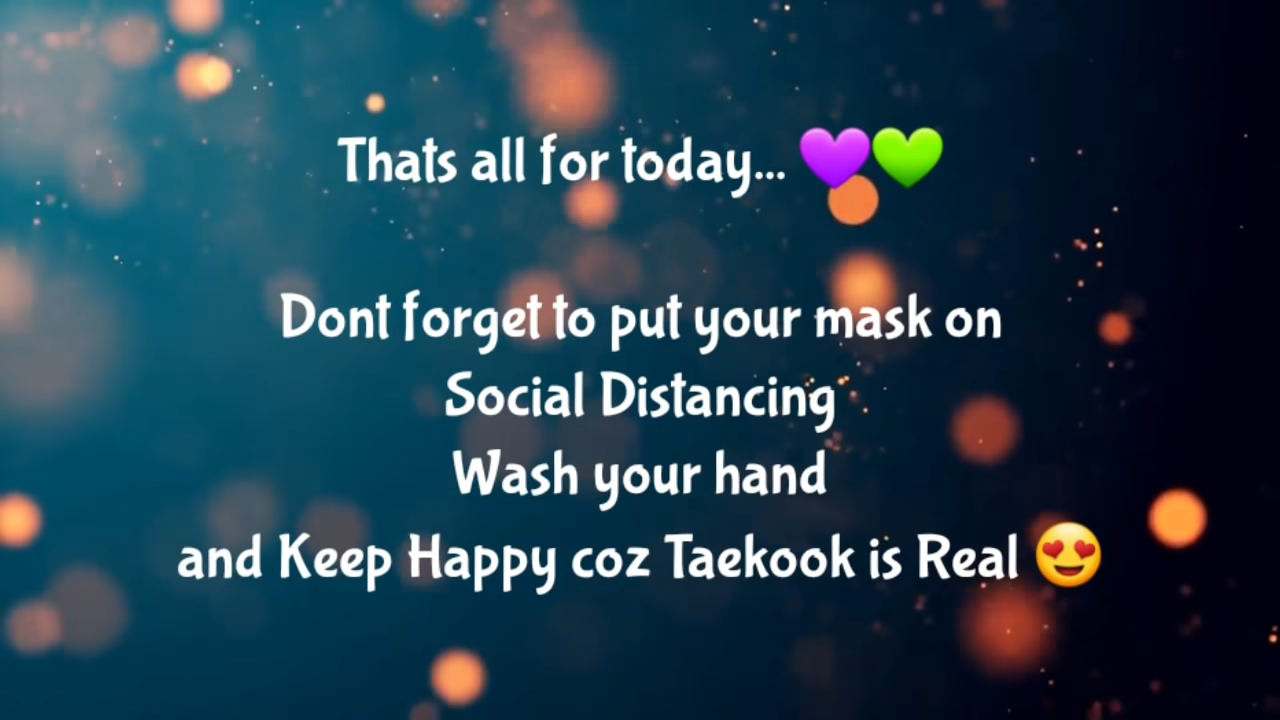 Thats all for today... 💜💚
Dont forget to put your mask on
Social Distancing
Wash your hand
and Keep Happy coz Taekook is Real 😍